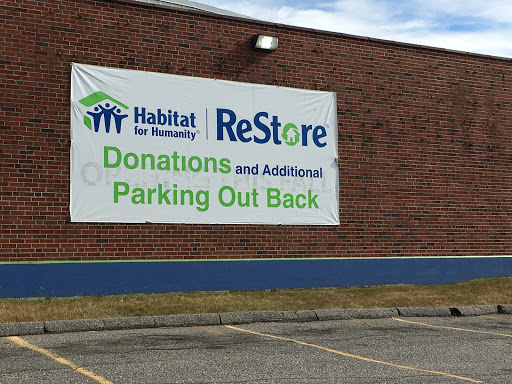 Habitat
for Humanity®
ReStore
Donations and Additional
Parking Out Back